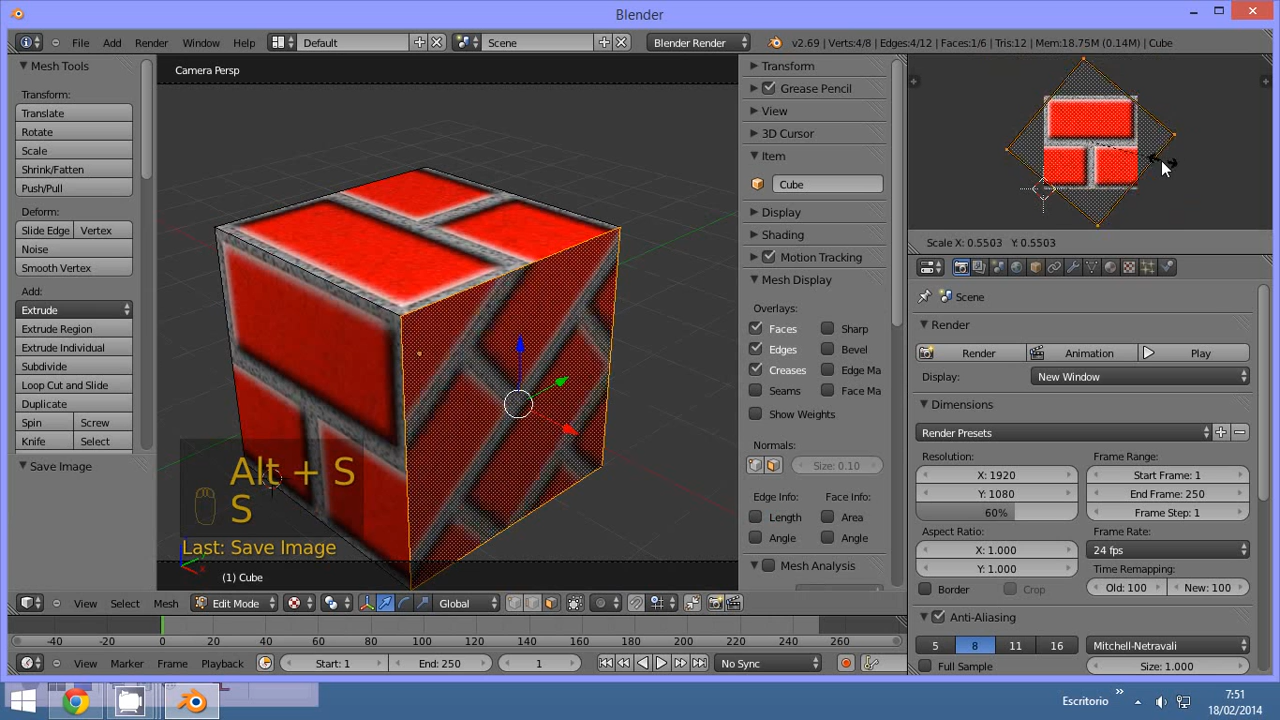 Blender
File Add Render Window Help Default Scene Blender Render v2.69 | Verts:4/8 | Edges:4/12 | Faces:1/6 | Tris:12 | Mem:18.75M (0.14M) | Cube
Mesh Tools
Transform:
Translate
Rotate
Scale
Shrink/Fatten
Push/Pull
Deform:
Slide Edge Vertex
Noise
Smooth Vertex
Add:
Extrude
Extrude Region
Extrude Individual
Subdivide
Loop Cut and Slide
Duplicate
Spin Screw
Knife Select
Save Image
Camera Persp
Alt + S
S
Last: Save Image
x
(1) Cube
Transform
Grease Pencil
View
3D Cursor
Item
Cube
Display
Shading
Motion Tracking
Mesh Display
Overlays:
Faces Sharp
Edges Bevel
Creases Edge Ma
Seams Face Ma
Show Weights
Normals:
Size: 0.10
Edge Info: Face Info:
Length Area
Angle Angle
Mesh Analysis
Scale X: 0.5503 Y: 0.5503
Scene
Render
Render Animation Play
Display: New Window
Dimensions
Render Presets
Resolution: Frame Range:
X: 1920 Start Frame: 1
Y: 1080 End Frame: 250
60% Frame Step: 1
Aspect Ratio: Frame Rate:
X: 1.000 24 fps
Y: 1.000 Time Remapping:
Border Crop Old: 100 New: 100
Anti-Aliasing
5 8 11 16 Mitchell-Netravali
Full Sample Size: 1.000
View Select Mesh Edit Mode Global
-40 -20 0 20 40 60 80 100 120 140 160 180 200 220 240 260
View Marker Frame Playback Start: 1 End: 250 1 No Sync
Escritorio » 7:51
18/02/2014